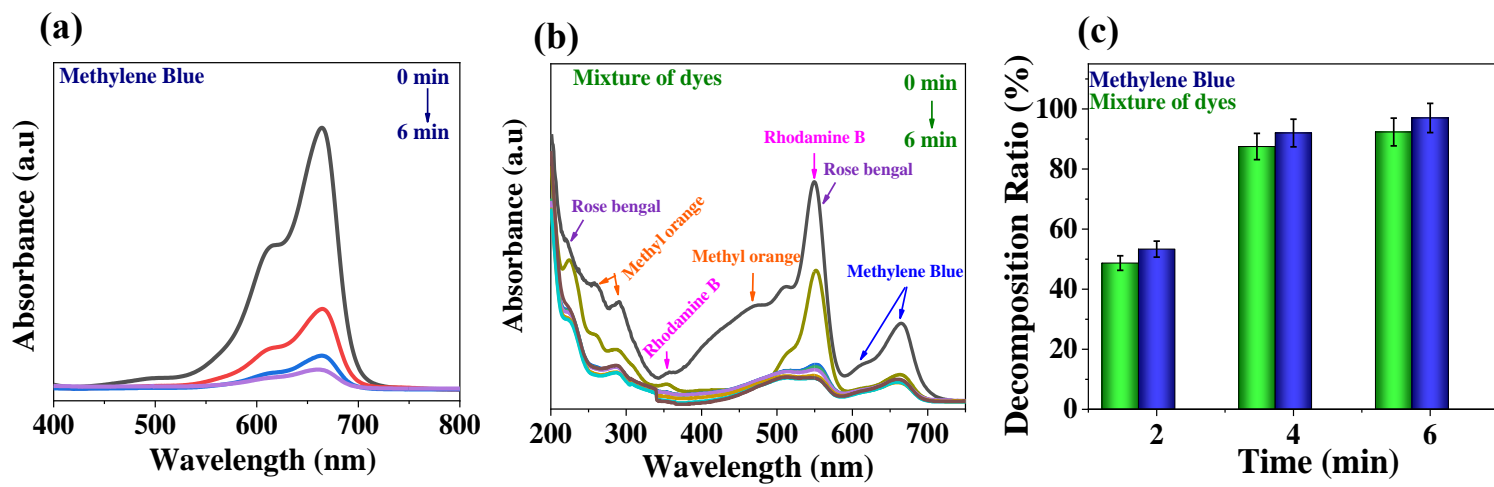 (a)
Methylene Blue
0 min
6 min
Absorbance (a.u)
400 500 600 700 800
Wavelength (nm)
(b)
Mixture of dyes
0 min
6 min
Rhodamine B
Rose bengal
Rose bengal
Methyl orange
Methyl orange
Rhodamine B
Methylene Blue
Absorbance (a.u)
200 300 400 500 600 700
Wavelength (nm)
(c)
Methylene Blue
Mixture of dyes
Decomposition Ratio (%)
100
80
60
40
20
0
2 4 6
Time (min)